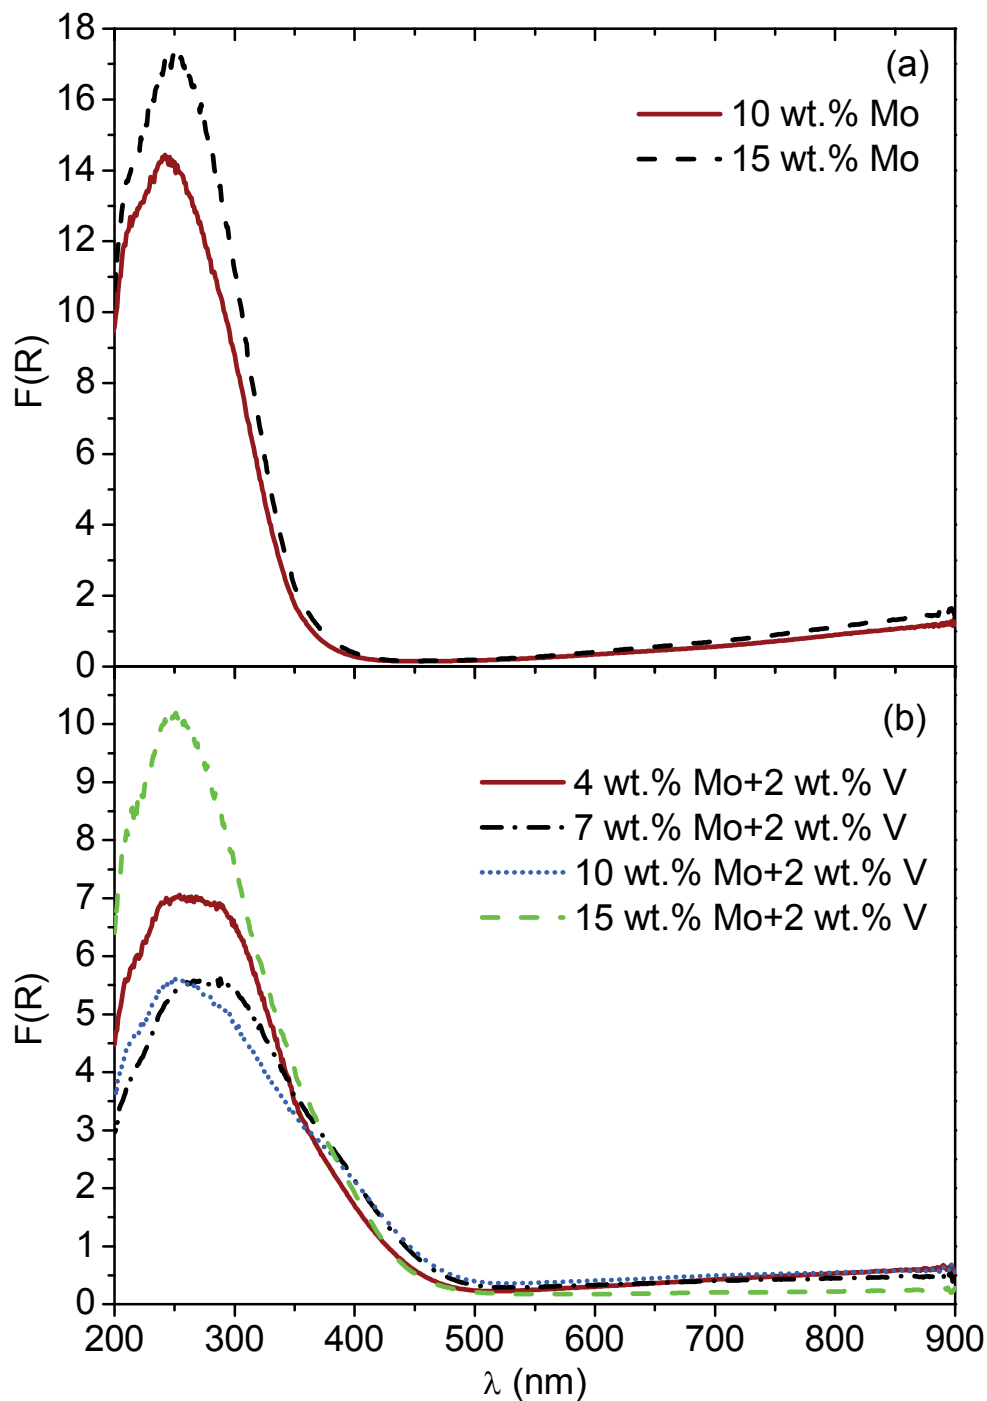 18
(a)
16
10 wt.% Mo
15 wt.% Mo
14
12
10
F(R)
8
6
4
2
0
(b)
10
9
4 wt.% Mo+2 wt.% V
8
7 wt.% Mo+2 wt.% V
10 wt.% Mo+2 wt.% V
7
15 wt.% Mo+2 wt.% V
6
F(R)
5
4
3
2
1
0
200 300 400 500 600 700 800 900
λ (nm)